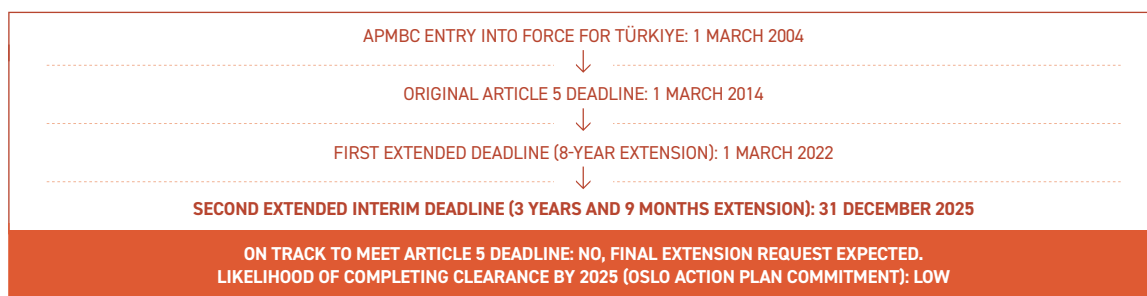 APMBC ENTRY INTO FORCE FOR TÜRKIYE: 1 MARCH 2004
ORIGINAL ARTICLE 5 DEADLINE: 1 MARCH 2014
FIRST EXTENDED DEADLINE (8-YEAR EXTENSION): 1 MARCH 2022
SECOND EXTENDED INTERIM DEADLINE (3 YEARS AND 9 MONTHS EXTENSION): 31 DECEMBER 2025
ON TRACK TO MEET ARTICLE 5 DEADLINE: NO, FINAL EXTENSION REQUEST EXPECTED.
LIKELIHOOD OF COMPLETING CLEARANCE BY 2025 (OSLO ACTION PLAN COMMITMENT): LOW